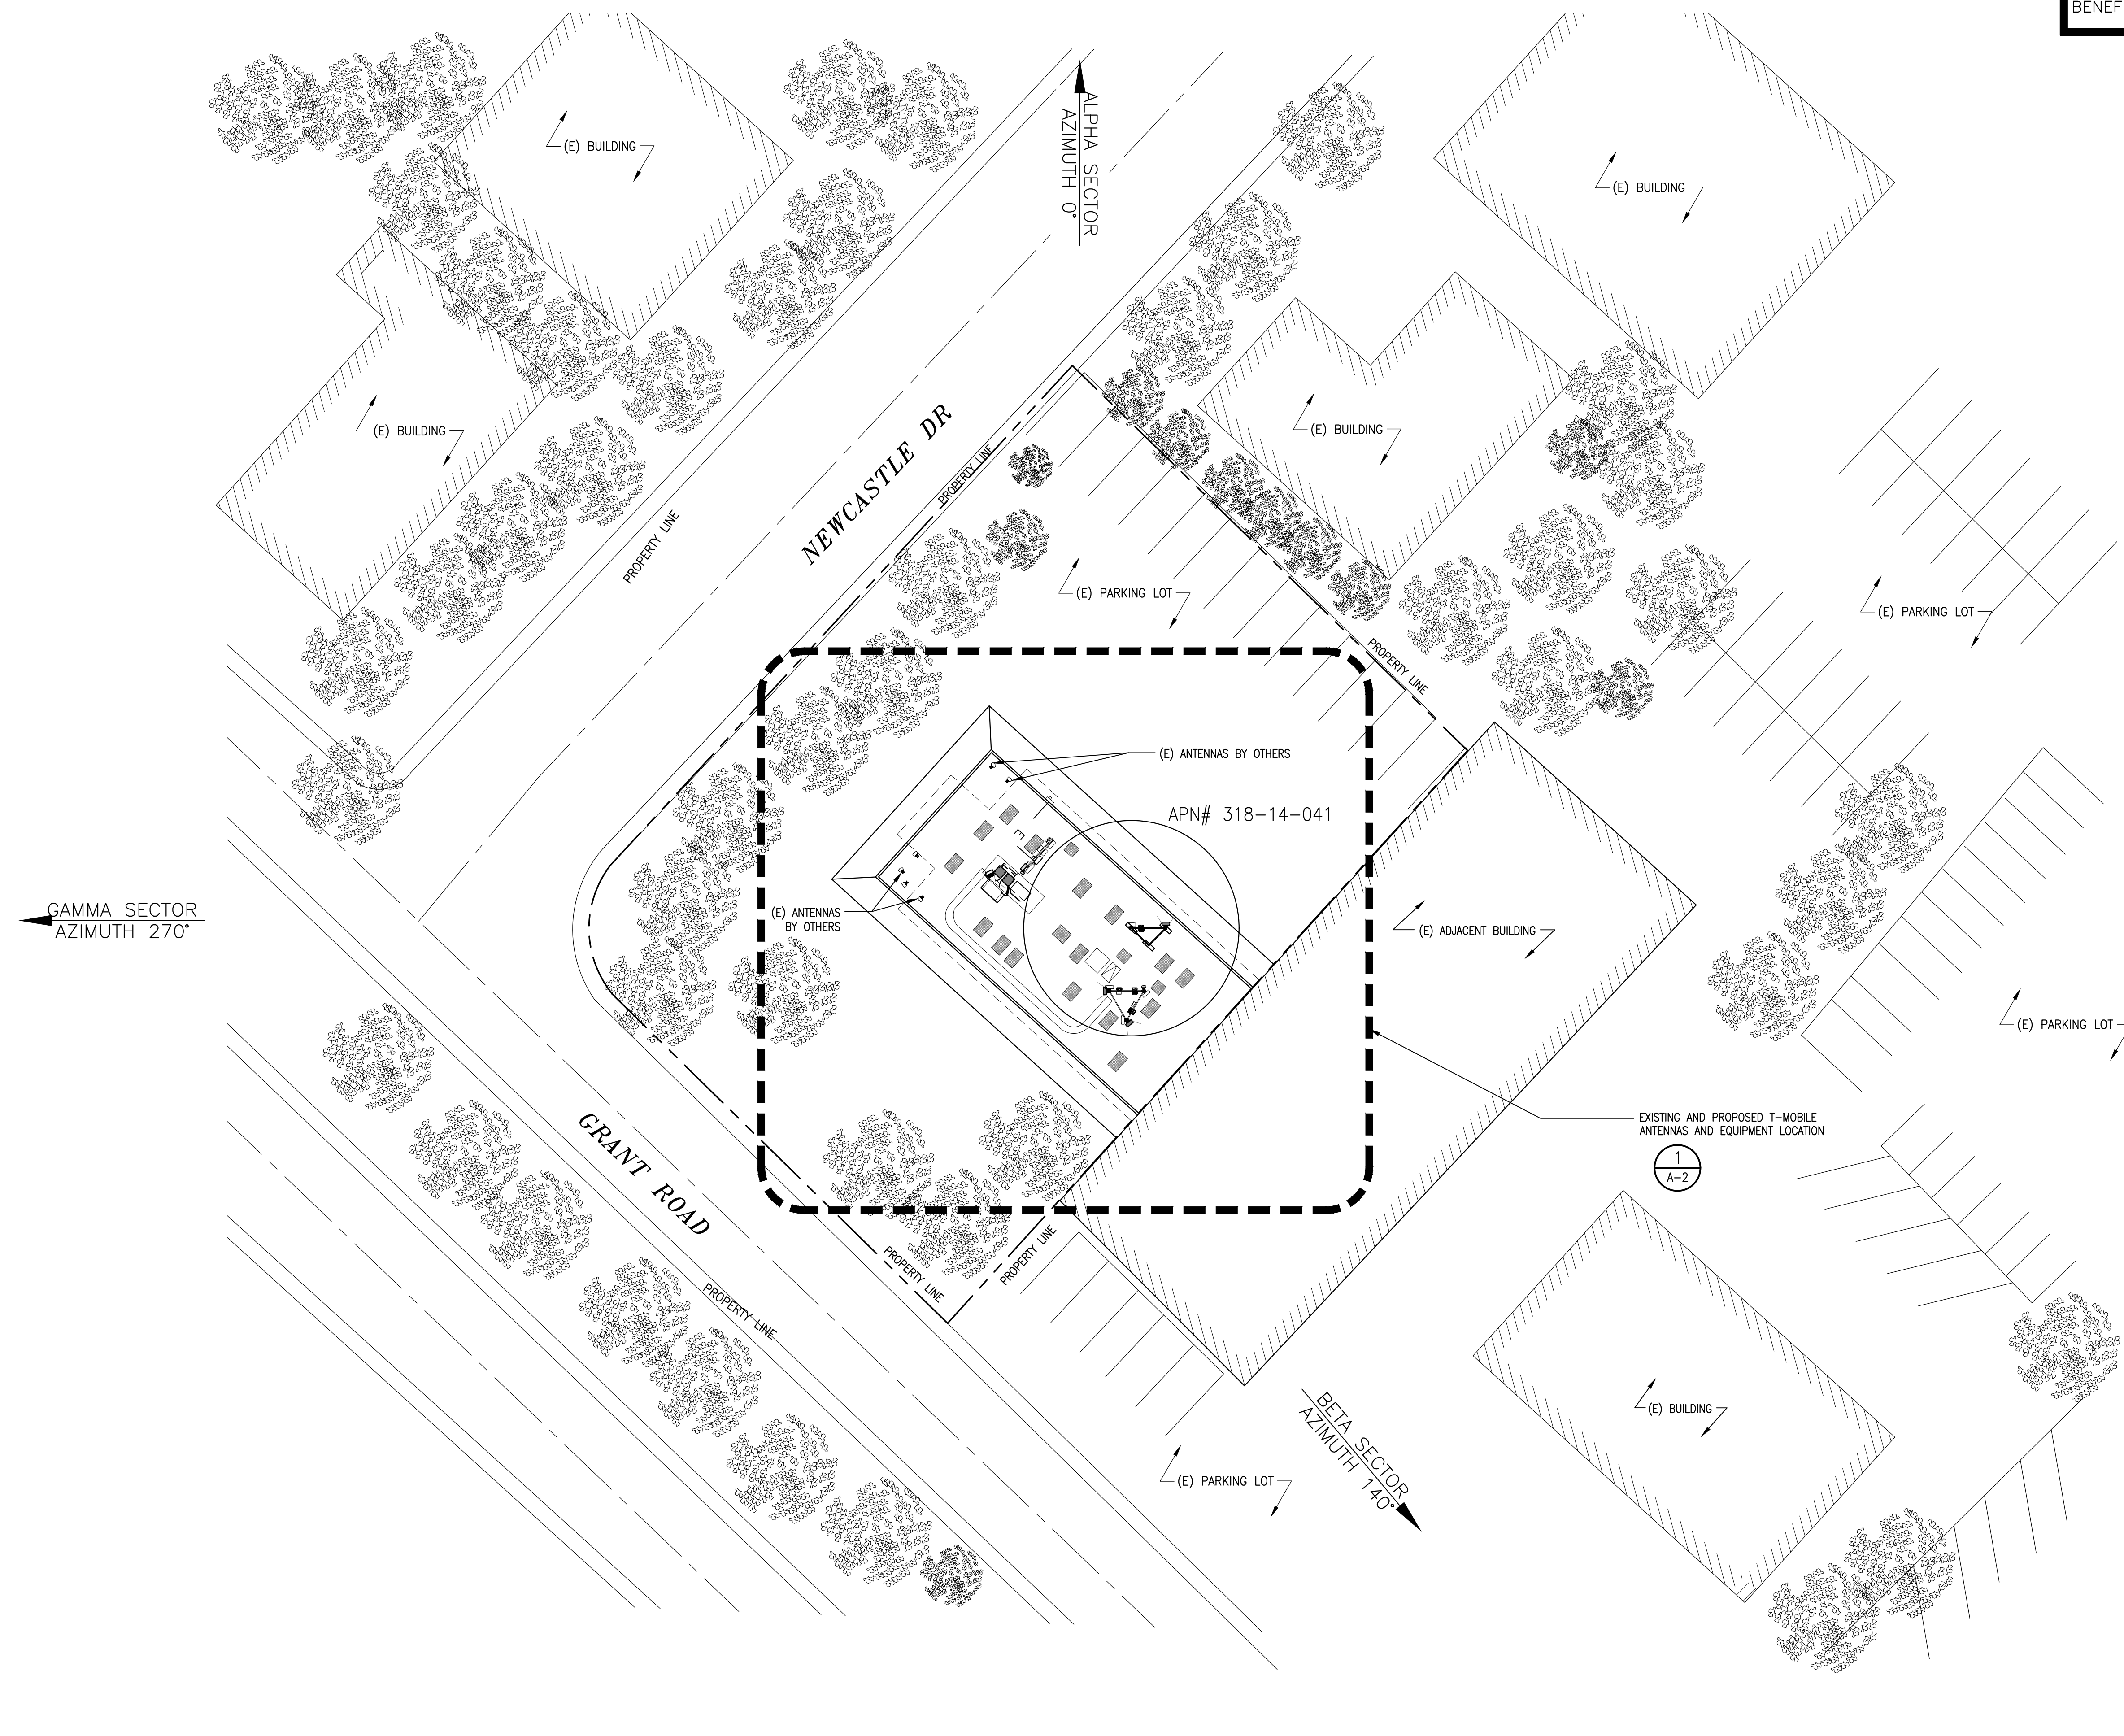 BENEF
ALPHA SECTOR
AZIMUTH 0°
(E) BUILDING
(E) BUILDING
(E) BUILDING
(E) BUILDING
NEWCASTLE DR
PROPERTY LINE
PROPERTY LINE
(E) PARKING LOT
(E) PARKING LOT
PROPERTY LINE
(E) ANTENNAS BY OTHERS
APN# 318-14-041
GAMMA SECTOR
AZIMUTH 270°
(E) ANTENNAS
BY OTHERS
(E) ADJACENT BUILDING
(E) PARKING LOT
EXISTING AND PROPOSED T-MOBILE
ANTENNAS AND EQUIPMENT LOCATION
1
A-2
GRANT ROAD
PROPERTY LINE
PROPERTY LINE
PROPERTY LINE
BETA SECTOR
AZIMUTH 140°
(E) BUILDING
(E) PARKING LOT